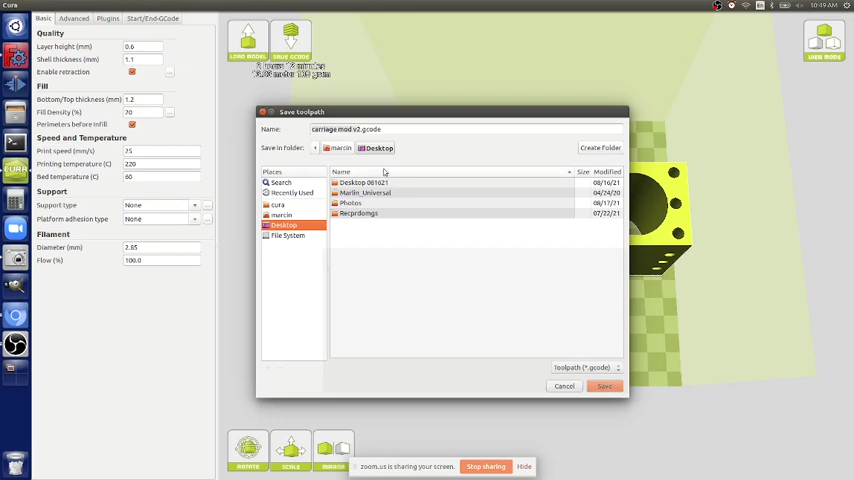 Cura
En
10:49 AM
Basic Advanced Plugins Start/End-GCode
Quality
Layer height (mm) 0.6
Shell thickness (mm) 1.1
Enable retraction ...
Fill
Bottom/Top thickness (mm) 1.2
Fill Density (%) 20 ...
Perimeters before Infill
Speed and Temperature
Print speed (mm/s) 25
Printing temperature (C) 220
Bed temperature (C) 60
Support
Support type None ...
Platform adhesion type None ...
Filament
Diameter (mm) 2.85
Flow (%) 100.0
LOAD MODEL SAVE GCODE
VIEW MODE
Save toolpath
Name: carriage mod v2.gcode
Save in folder: marcin Desktop Create Folder
Places Name Size Modified
Search Desktop 081621 08/16/21
Recently Used Marlin_Universal 04/24/20
cura Photos 08/17/21
marcin Recprdomgs 07/22/21
Desktop
File System
Toolpath (*.gcode)
Cancel Save
ROTATE SCALE MIRROR
zoom.us is sharing your screen. Stop sharing Hide
CURA